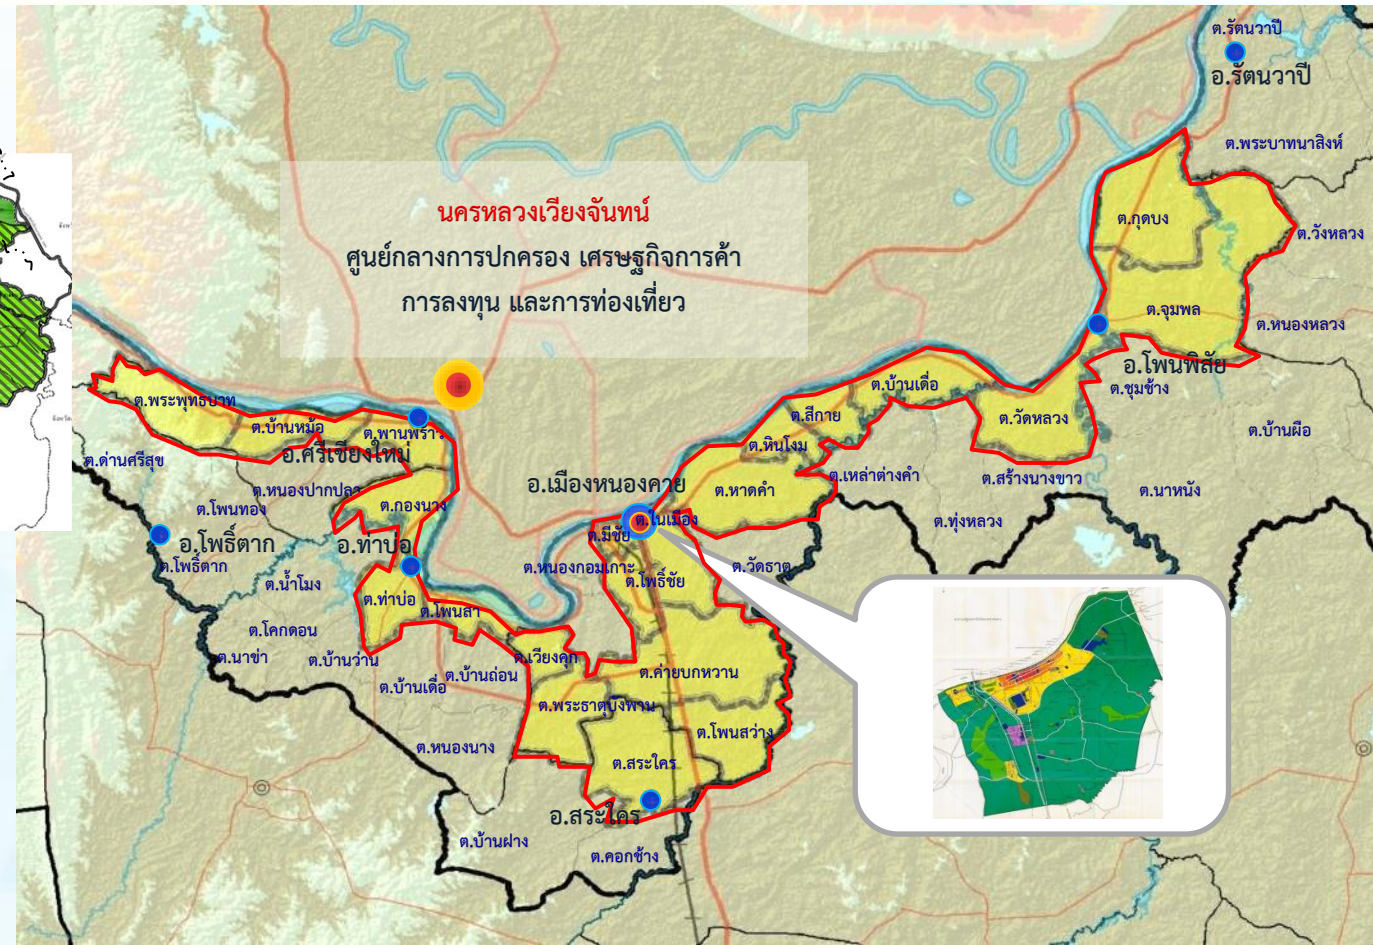 ต.รัตนวาปี
อ.รัตนวาปี
ต.พระบาทนาสิงห์
นครหลวงเวียงจันทน์
ศูนย์กลางการปกครอง เศรษฐกิจการค้า
การลงทุน และการท่องเที่ยว
ต.กุดบง
ต.วังหลวง
ต.จุมพล
ต.หนองหลวง
อ.โพนพิสัย
ต.ชุมช้าง
ต.บ้านเดื่อ
ต.พระพุทธบาท
ต.สีกาย
ต.วัดหลวง
ต.บ้านหม้อ
ต.พานพร้าว
ต.บ้านผือ
ต.หินโงม
อ.ศรีเชียงใหม่
ต.ด่านศรีสุข
ต.เหล่าต่างคำ
ต.สร้างนางขาว
ต.นาหนัง
อ.เมืองหนองคาย
ต.หนองปากปลา
ต.หาดคำ
ต.กองนาง
ต.โพนทอง
ต.ในเมือง
ต.ทุ่งหลวง
ต.มีชัย
อ.โพธิ์ตาก
อ.ท่าบ่อ
ต.โพธิ์ตาก
ต.หนองกอมเกาะ
ต.วัดธาตุ
ต.น้ำโมง
ต.โพธิ์ชัย
ต.ท่าบ่อ
ต.โพนสา
ต.โคกดอน
ต.นาข่า
ต.บ้านว่าน
ต.เวียงคุก
ต.บ้านถ่อน
ต.ค่ายบกหวาน
ต.บ้านเดื่อ
ต.พระธาตุบังพวน
ต.โพนสว่าง
ต.หนองนาง
ต.สระใคร
อ.สระใคร
ต.บ้านฝาง
ต.คอกช้าง